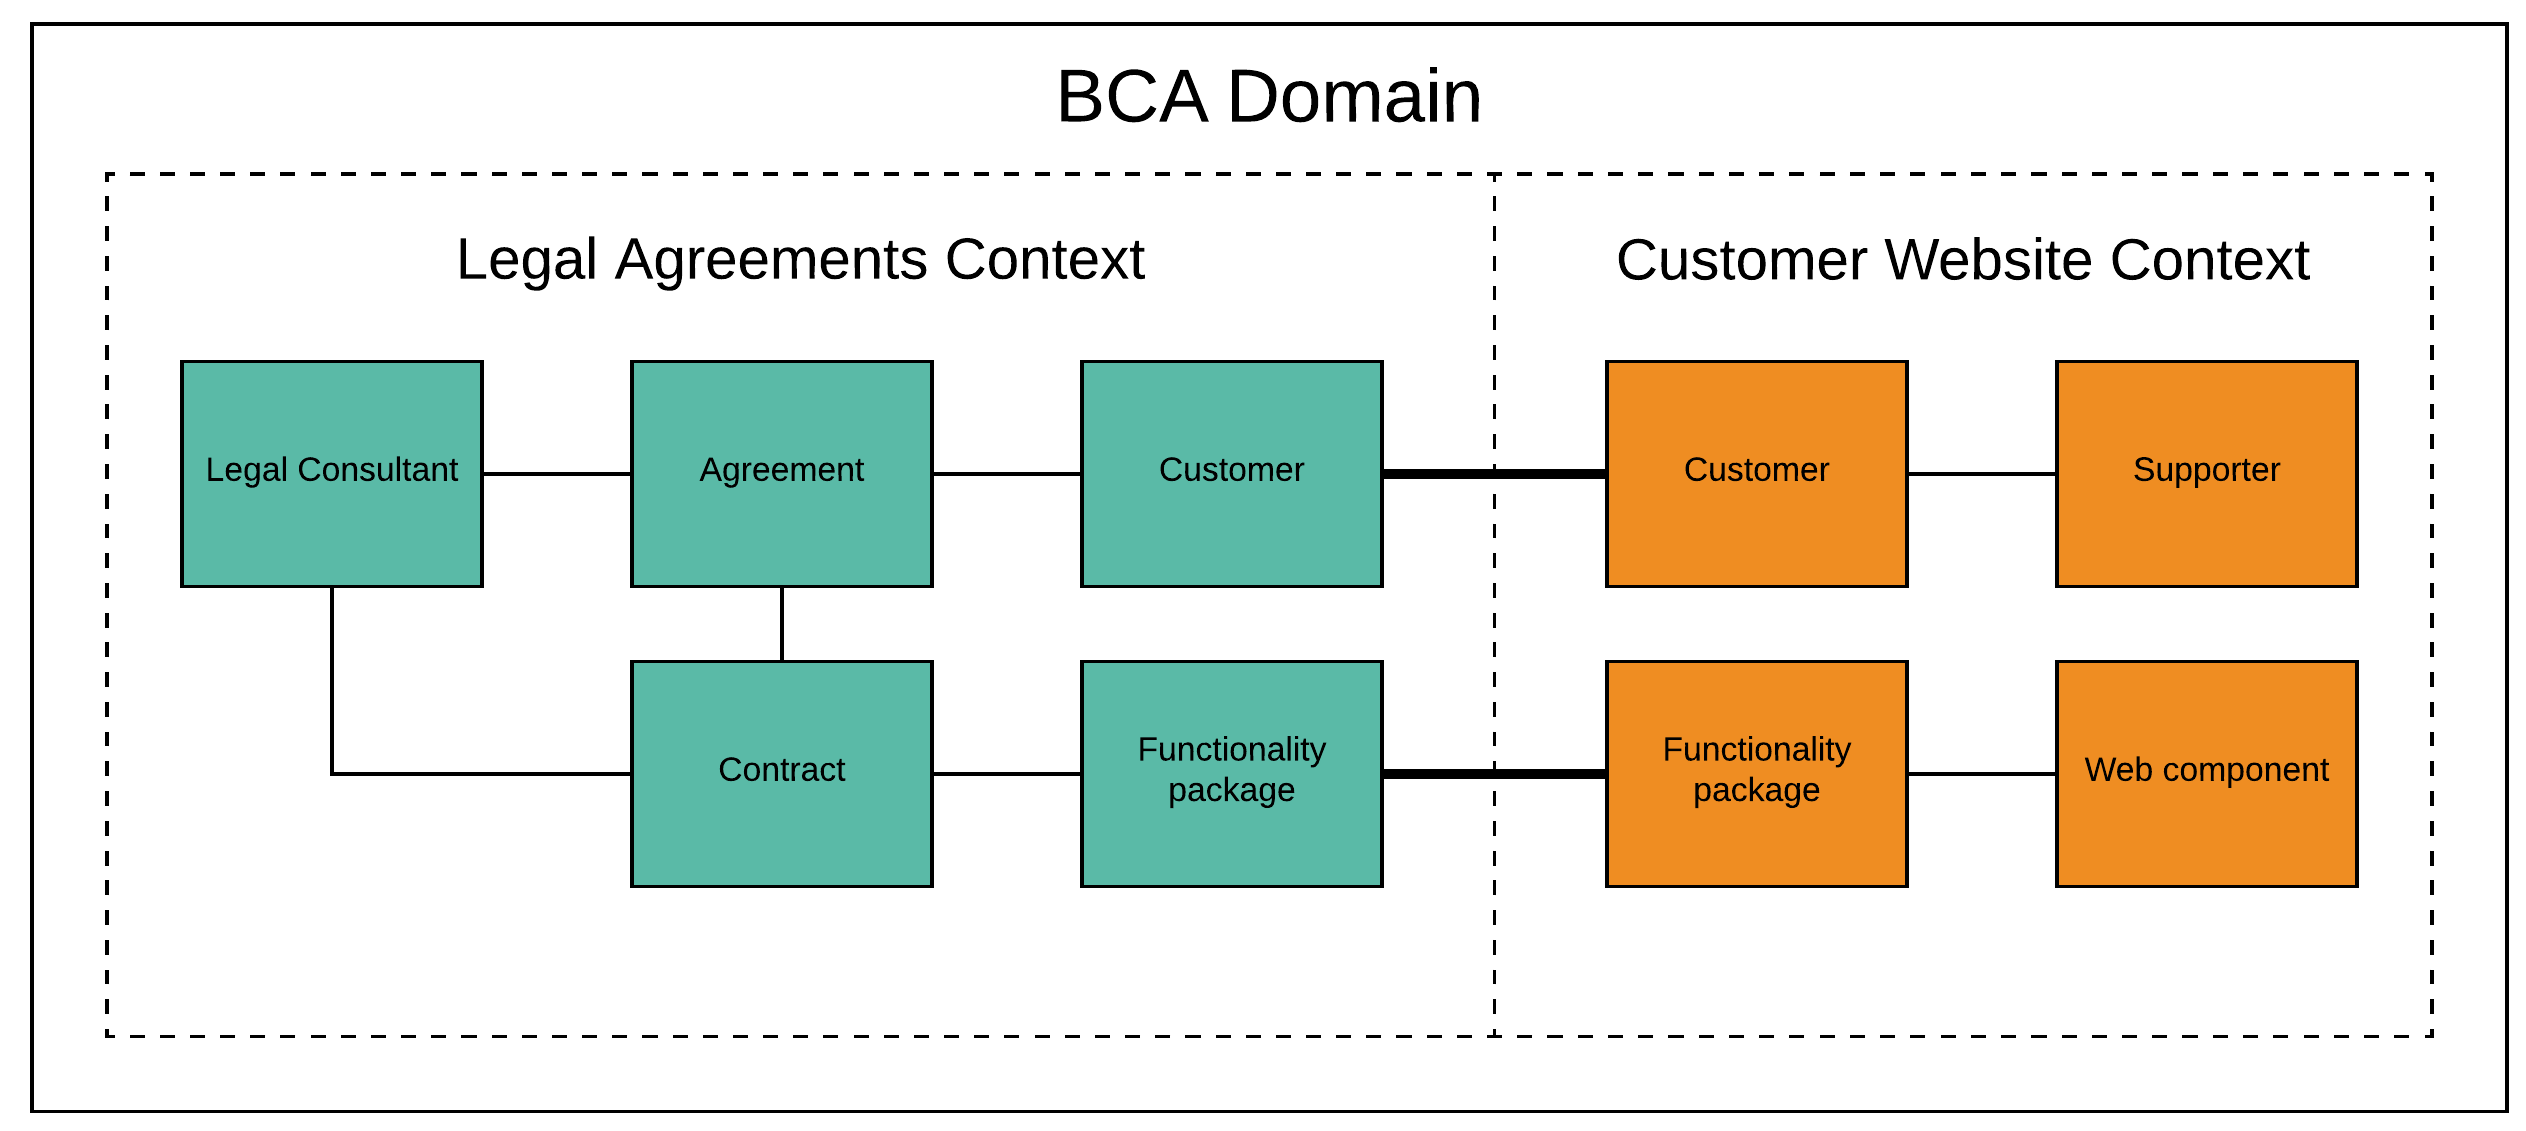 BCA Domain
Legal Agreements Context
Customer Website Context
Legal Consultant
Agreement
Customer
Customer
Supporter
Contract
Functionality
package
Functionality
package
Web component